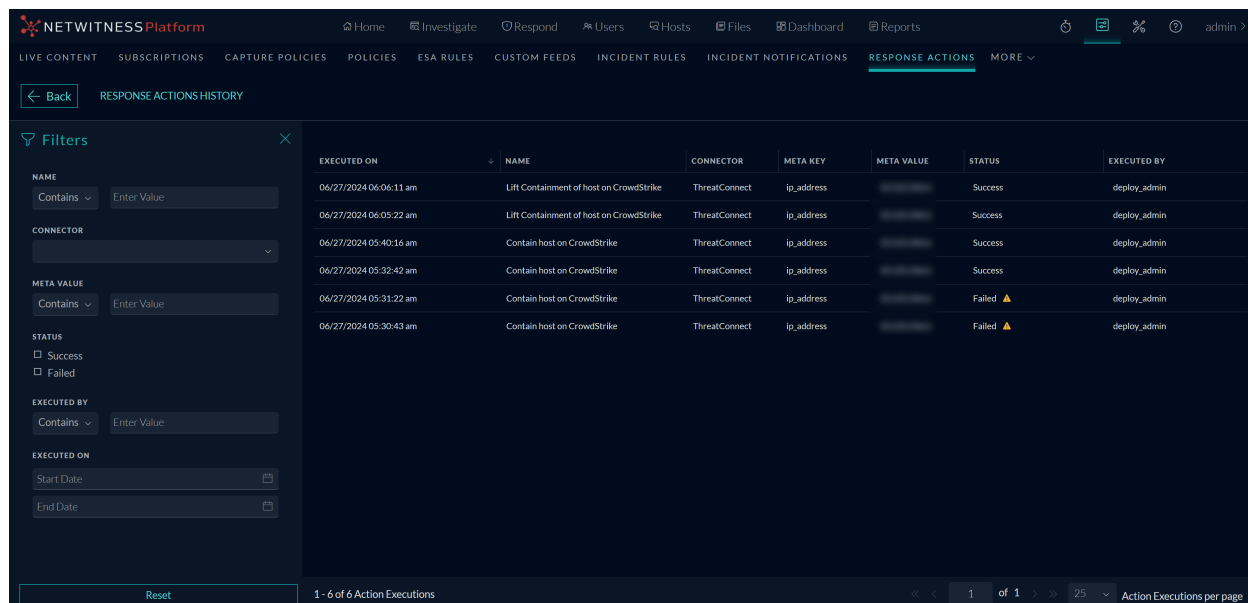 NETWITNESS Platform Home Investigate Respond Users Hosts Files Dashboard Reports admin
LIVE CONTENT SUBSCRIPTIONS CAPTURE POLICIES POLICIES ESA RULES CUSTOM FEEDS INCIDENT RULES INCIDENT NOTIFICATIONS RESPONSE ACTIONS MORE
Back RESPONSE ACTIONS HISTORY
Filters
NAME
Contains Enter Value
CONNECTOR
META VALUE
Contains Enter Value
STATUS
Success
Failed
EXECUTED BY
Contains Enter Value
EXECUTED ON
Start Date
End Date
Reset
EXECUTED ON NAME CONNECTOR META KEY META VALUE STATUS EXECUTED BY
06/27/2024 06:06:11 am Lift Containment of host on CrowdStrike ThreatConnect ip_address Success deploy_admin
06/27/2024 06:05:22 am Lift Containment of host on CrowdStrike ThreatConnect ip_address Success deploy_admin
06/27/2024 05:40:16 am Contain host on CrowdStrike ThreatConnect ip_address Success deploy_admin
06/27/2024 05:32:42 am Contain host on CrowdStrike ThreatConnect ip_address Success deploy_admin
06/27/2024 05:31:22 am Contain host on CrowdStrike ThreatConnect ip_address Failed deploy_admin
06/27/2024 05:30:43 am Contain host on CrowdStrike ThreatConnect ip_address Failed deploy_admin
1 - 6 of 6 Action Executions 1 of 1 25 Action Executions per page